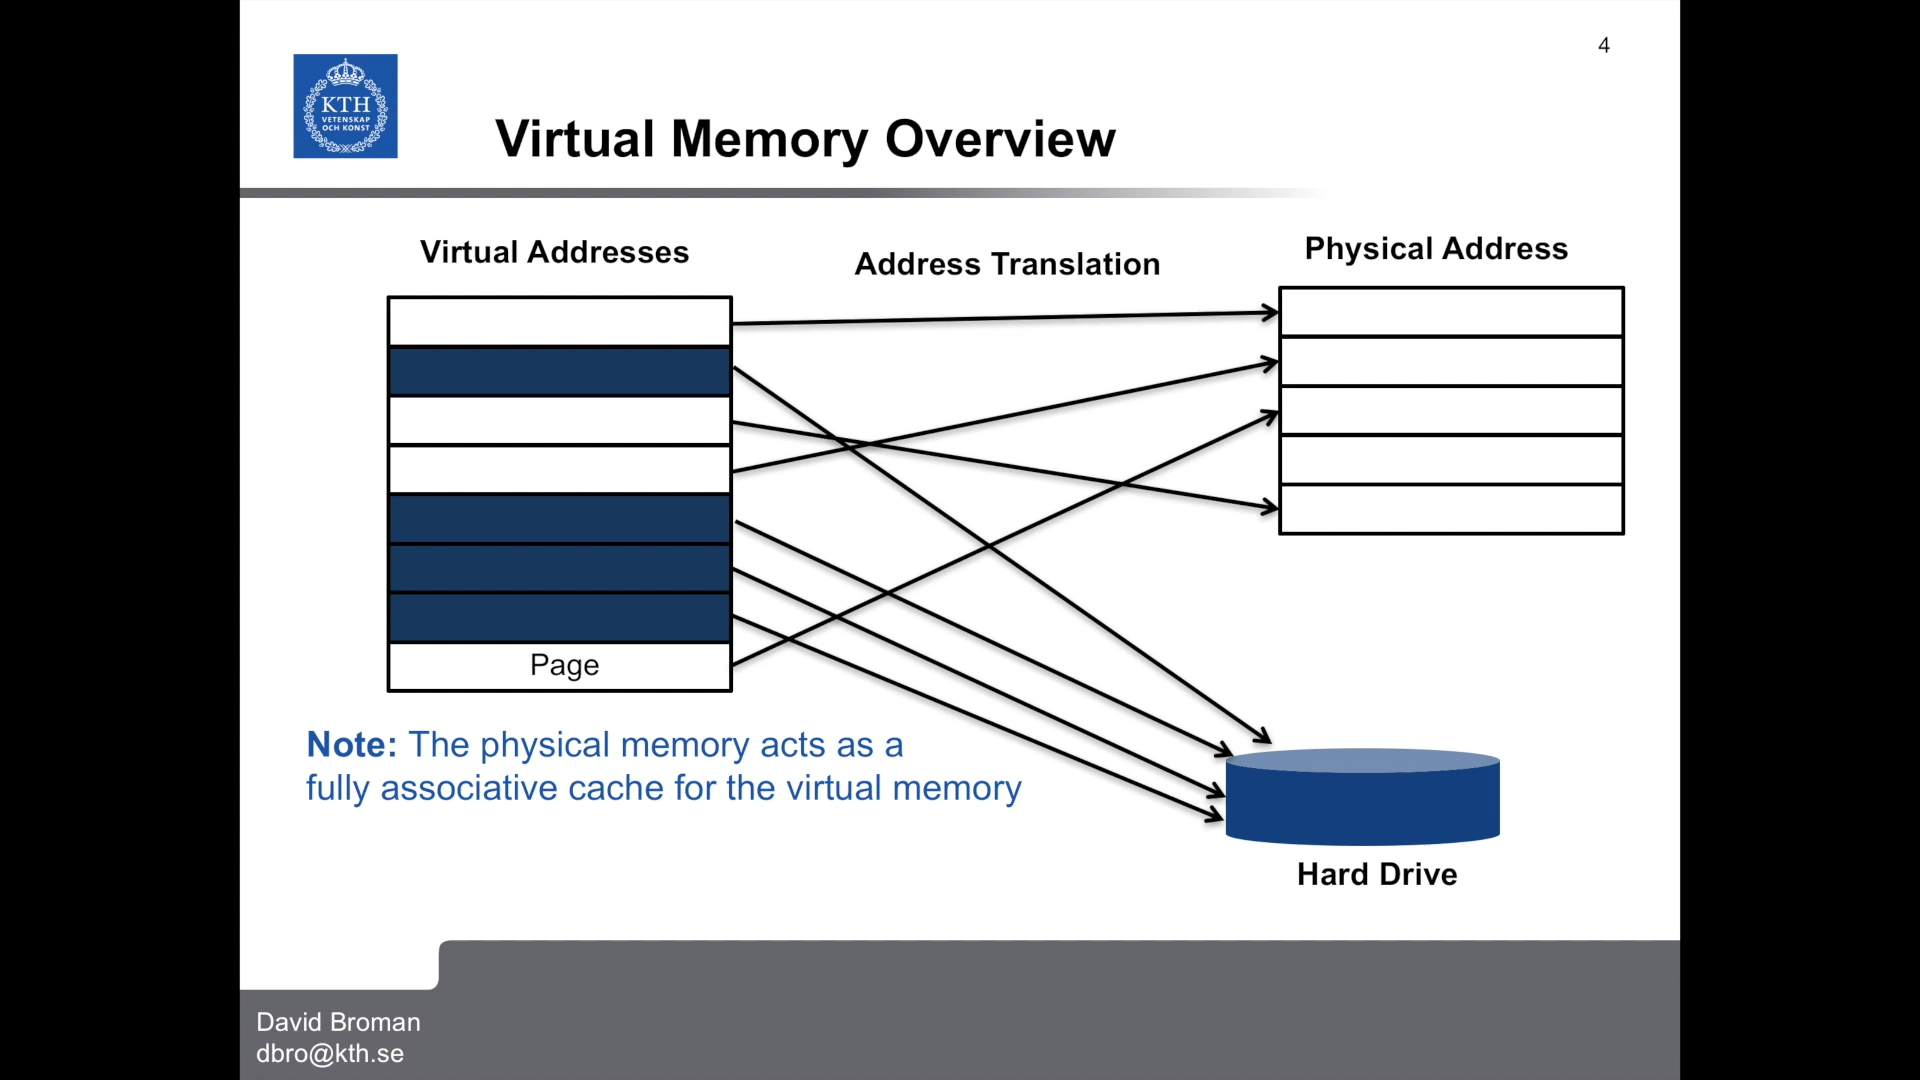 4
KTH
VETENSKAP
OCH KONST
Virtual Memory Overview
Virtual Addresses
Address Translation
Physical Address
Page
Note: The physical memory acts as a
fully associative cache for the virtual memory
Hard Drive
David Broman
dbro@kth.se